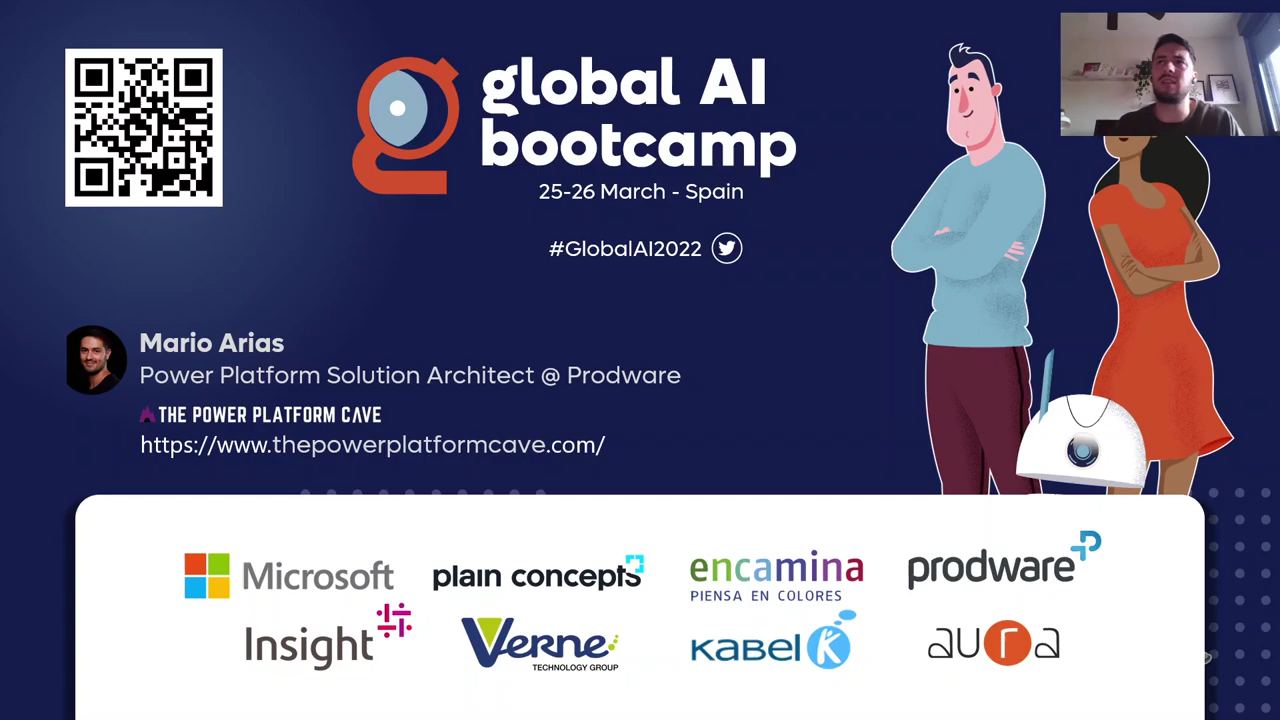 global AI
bootcamp
25-26 March - Spain
#GlobalAI2022
Mario Arias
Power Platform Solution Architect @ Prodware
THE POWER PLATFORM CAVE
https://www.thepowerplatformcave.com/
Microsoft
plain concepts
encamina
PIENSA EN COLORES
prodware
Insight
Verne
TECHNOLOGY GROUP
KABEL K
aura